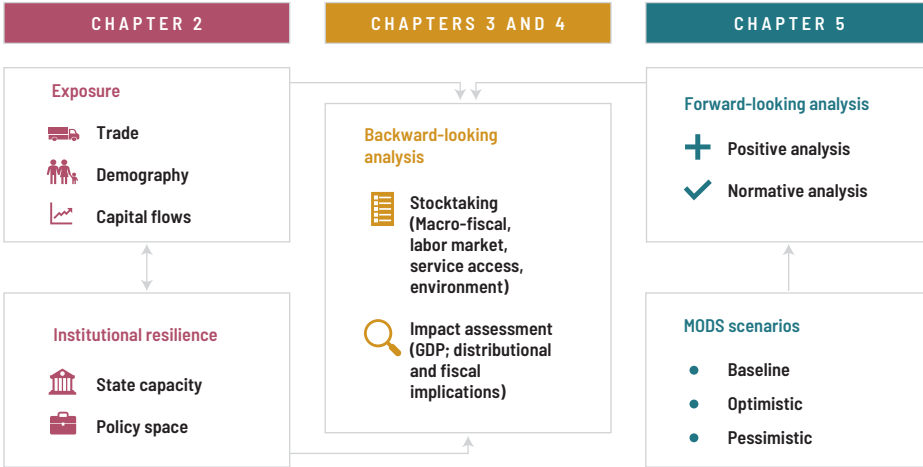 CHAPTER 2
Exposure
Trade
Demography
Capital flows
Institutional resilience
State capacity
Policy space
CHAPTERS 3 AND 4
Backward-looking
analysis
Stocktaking
(Macro-fiscal,
labor market,
service access,
environment)
Impact assessment
(GDP; distributional
and fiscal
implications)
CHAPTER 5
Forward-looking analysis
Positive analysis
Normative analysis
MODS scenarios
Baseline
Optimistic
Pessimistic